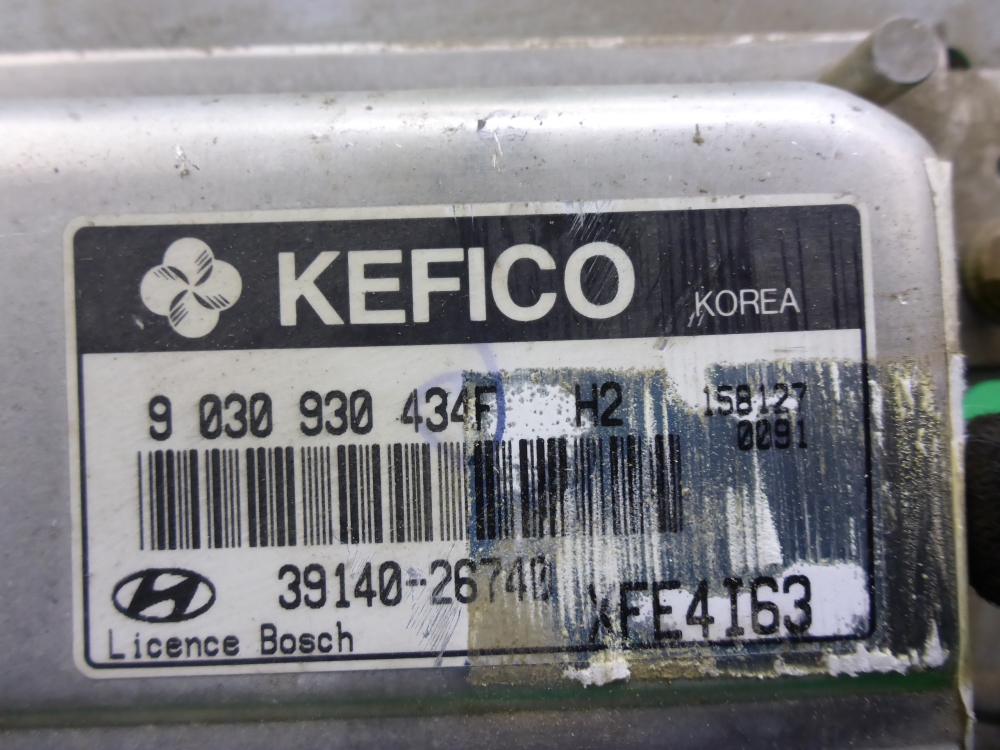 KEFICO KOREA
9 030 930 434F H2 158127
0091
39140-26740 XFE4I63
Licence Bosch